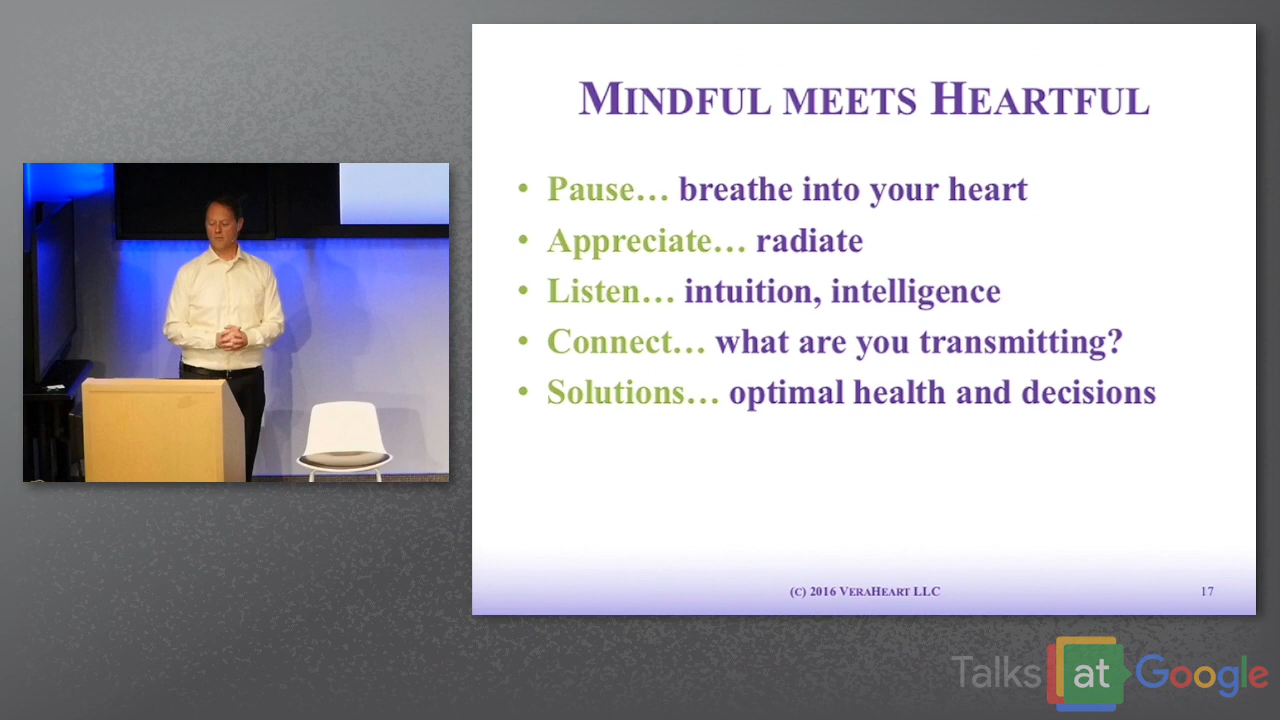 MINDFUL MEETS HEARTFUL
• Pause… breathe into your heart
• Appreciate… radiate
• Listen… intuition, intelligence
• Connect… what are you transmitting?
• Solutions… optimal health and decisions
(C) 2016 VERAHEART LLC
17
Talks at Google